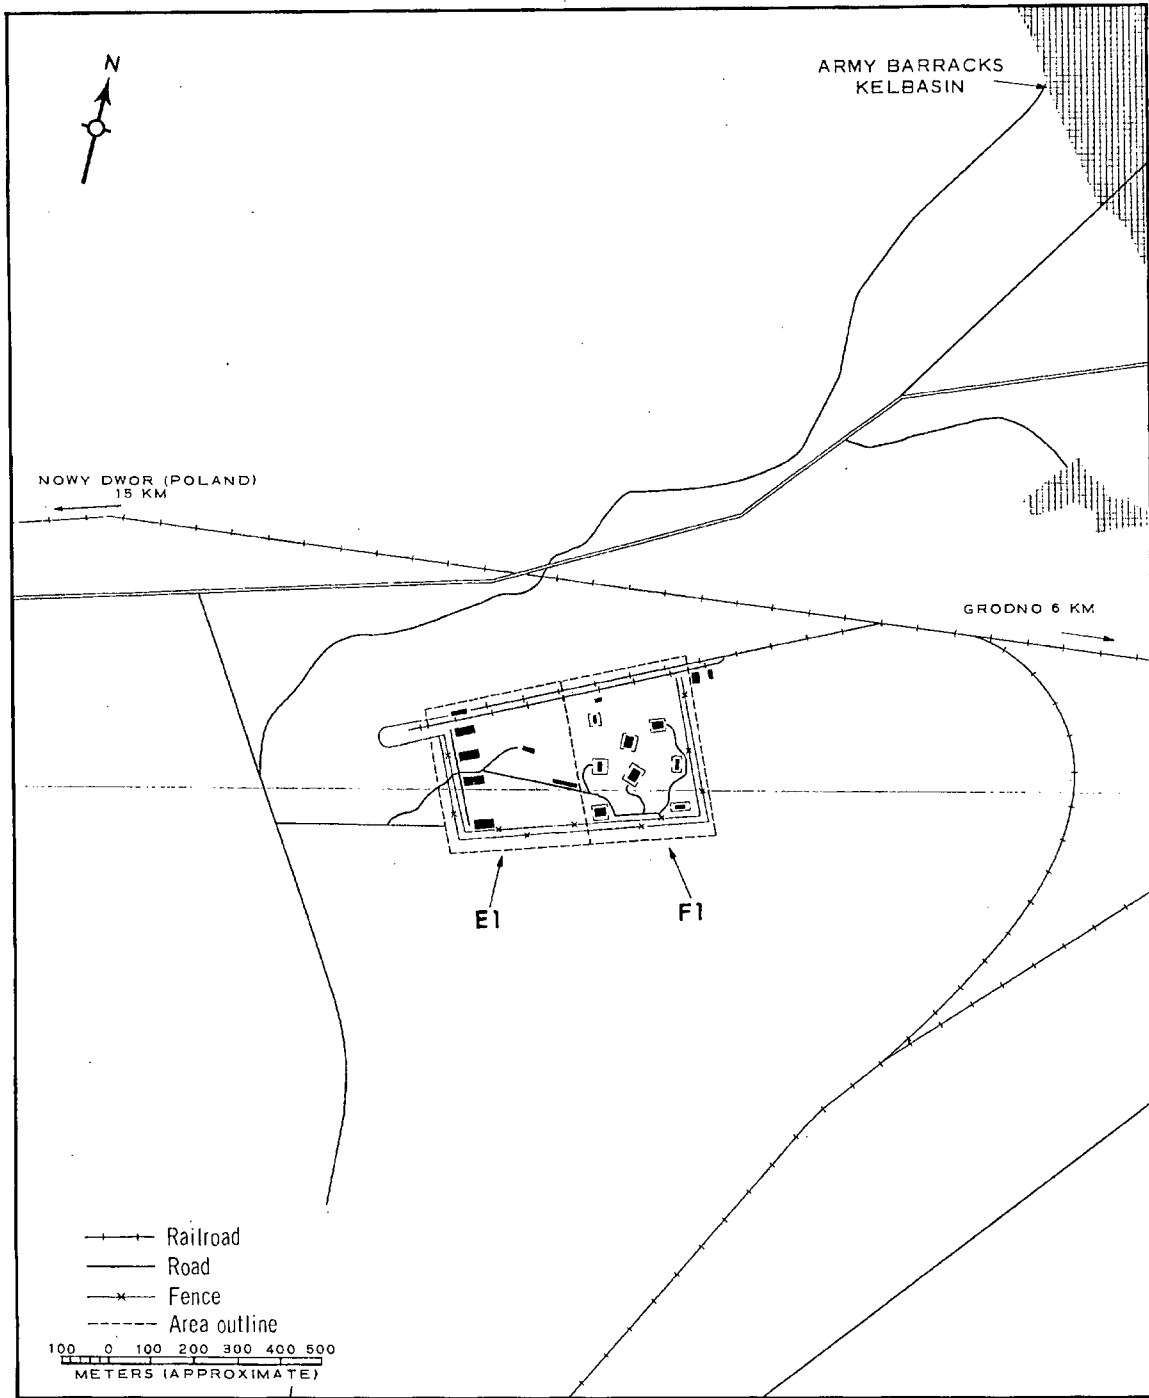 N
ARMY BARRACKS
KELBASIN
NOWY DWOR (POLAND)
15 KM
GRODNO 6 KM
E1
F1
Railroad
Road
Fence
Area outline
100 0 100 200 300 400 500
METERS (APPROXIMATE)